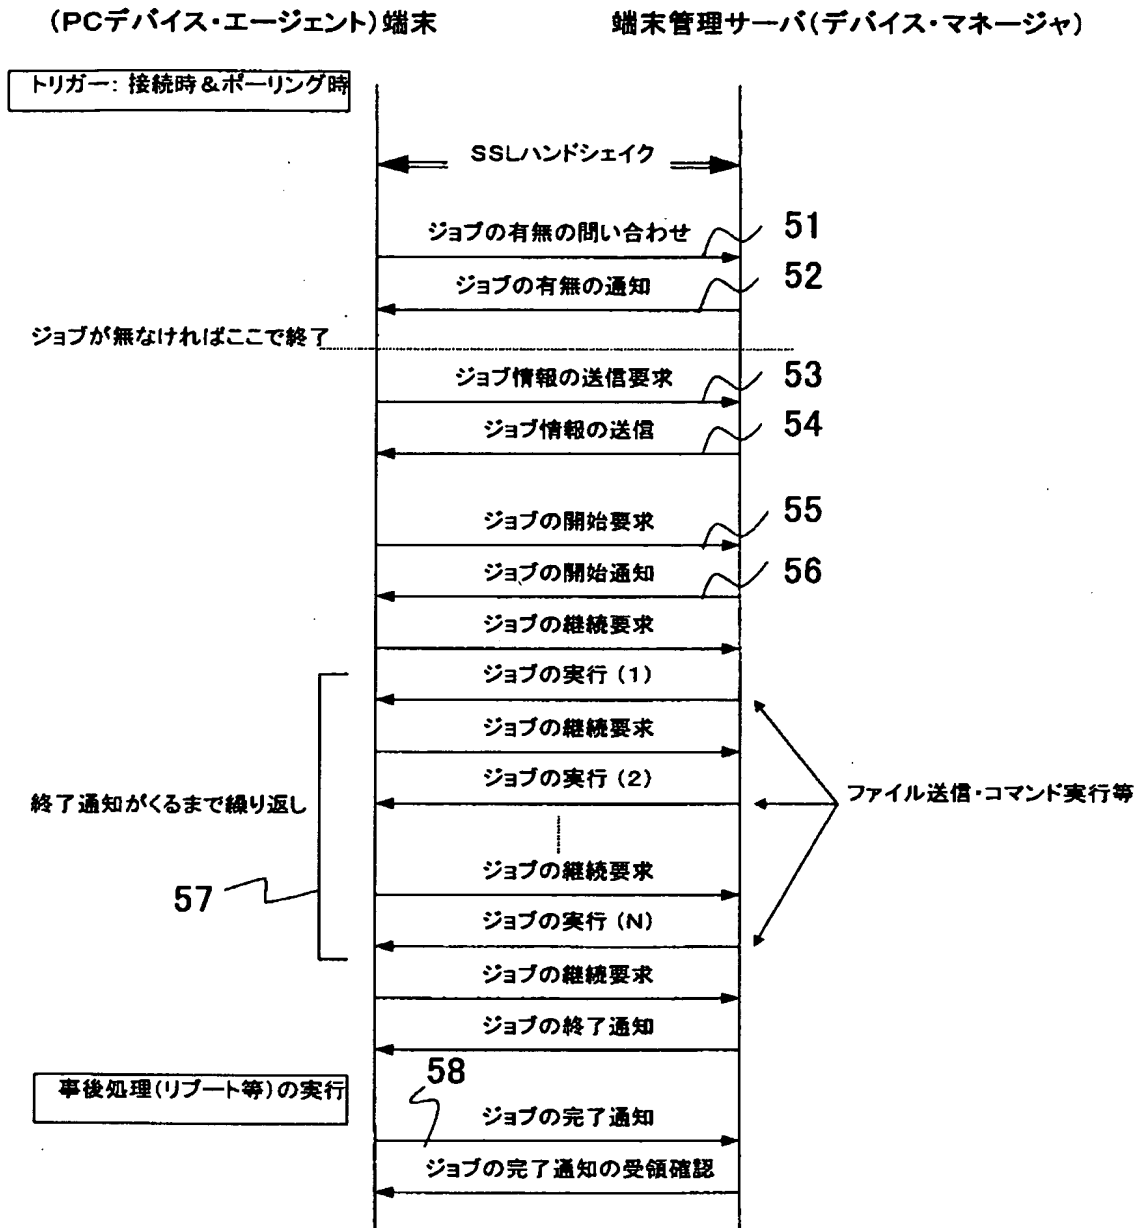 (PCデバイス・エージェント)端末
端末管理サーバ(デバイス・マネージャ)
トリガー: 接続時&ポーリング時
SSLハンドシェイク
ジョブの有無の問い合わせ
51
ジョブの有無の通知
52
ジョブが無なければここで終了
ジョブ情報の送信要求
53
ジョブ情報の送信
54
ジョブの開始要求
55
ジョブの開始通知
56
ジョブの継続要求
ジョブの実行(1)
ジョブの継続要求
ジョブの実行(2)
終了通知がくるまで繰り返し
ファイル送信・コマンド実行等
ジョブの継続要求
57
ジョブの実行(N)
ジョブの継続要求
ジョブの終了通知
58
事後処理(リブート等)の実行
ジョブの完了通知
ジョブの完了通知の受領確認